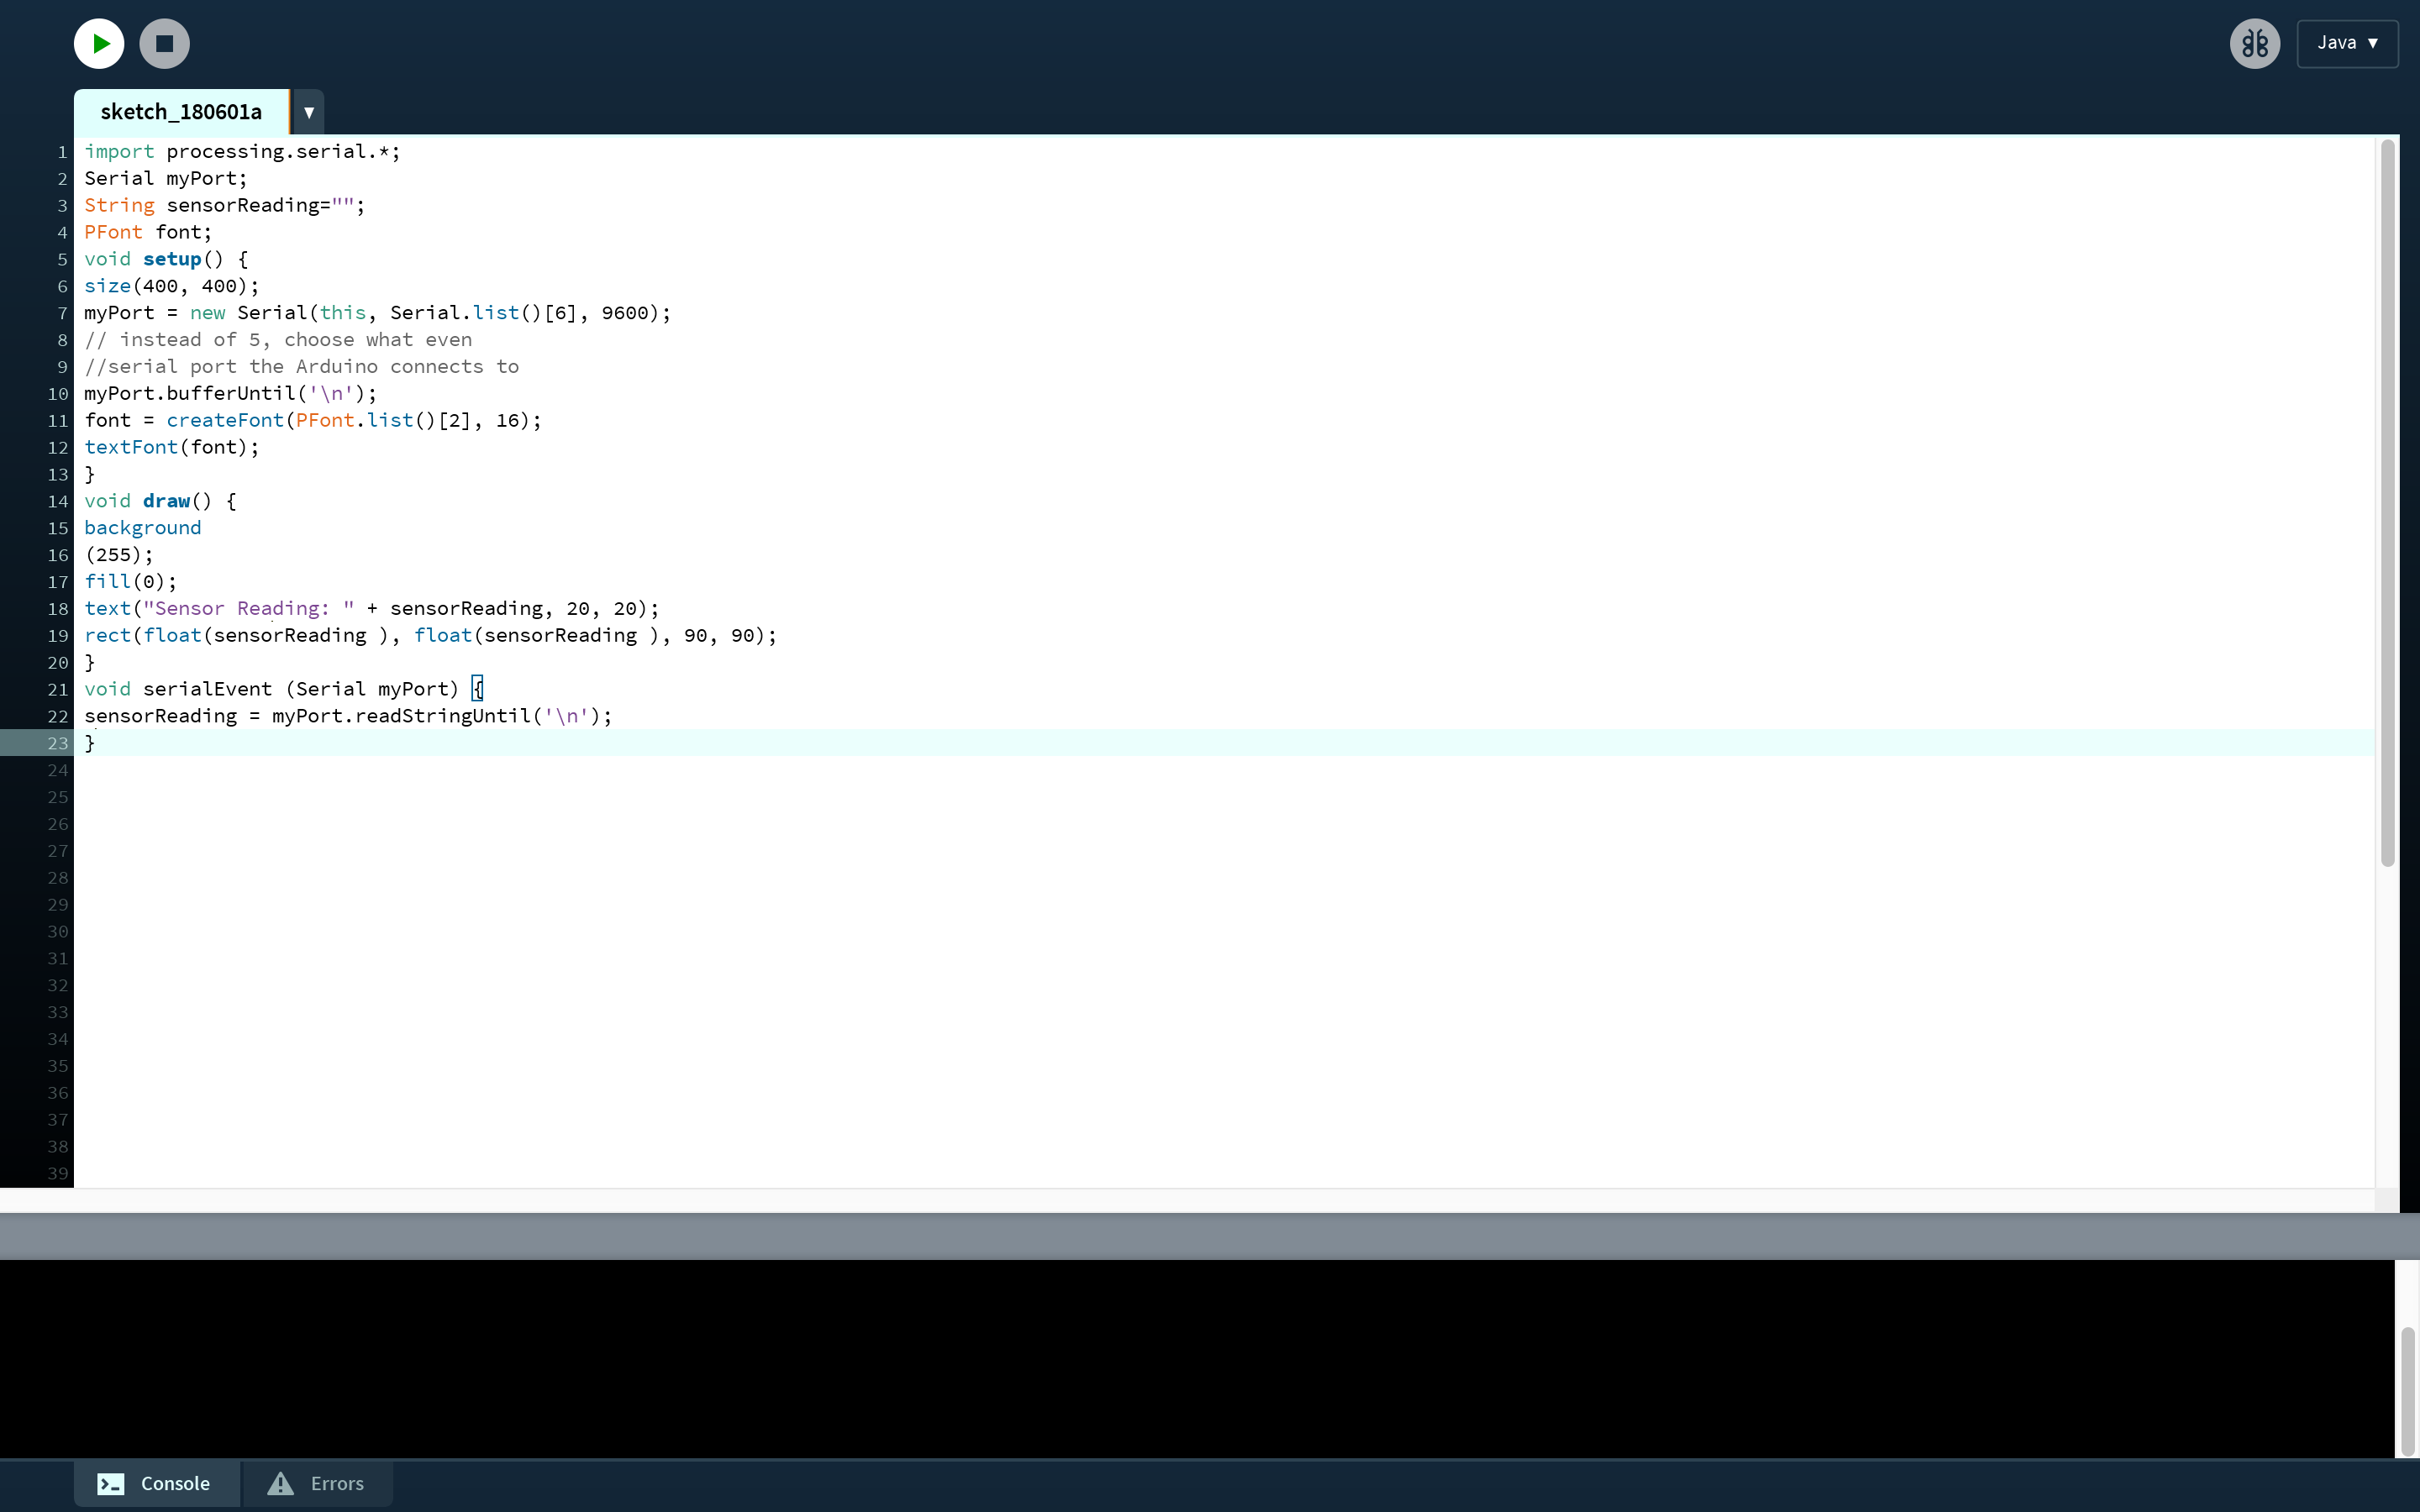 Java ▼
sketch_180601a ▼
1 import processing.serial.*;
2 Serial myPort;
3 String sensorReading="";
4 PFont font;
5 void setup() {
6 size(400, 400);
7 myPort = new Serial(this, Serial.list()[6], 9600);
8 // instead of 5, choose what even
9 //serial port the Arduino connects to
10 myPort.bufferUntil('\n');
11 font = createFont(PFont.list()[2], 16);
12 textFont(font);
13 }
14 void draw() {
15 background
16 (255);
17 fill(0);
18 text("Sensor Reading: " + sensorReading, 20, 20);
19 rect(float(sensorReading ), float(sensorReading ), 90, 90);
20 }
21 void serialEvent (Serial myPort) {
22 sensorReading = myPort.readStringUntil('\n');
23 }
24
25
26
27
28
29
30
31
32
33
34
35
36
37
38
39
Console Errors